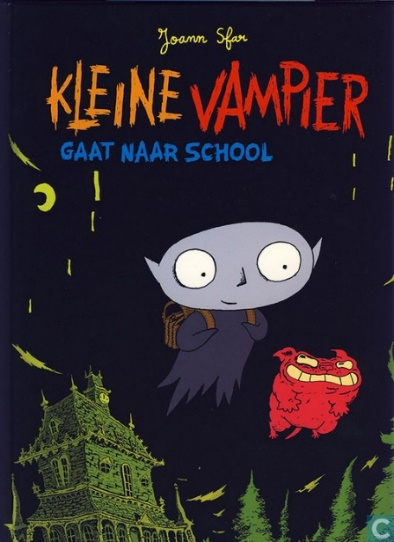 Joann Sfar
KLEINE VAMPIER
GAAT NAAR SCHOOL